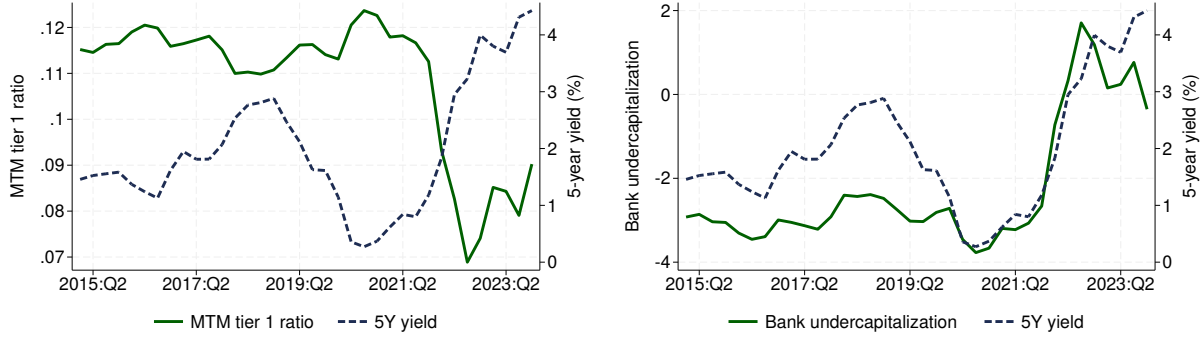 MTM tier 1 ratio
.12
.11
.1
.09
.08
.07
5-year yield (%)
4
3
2
1
0
2015:Q2 2017:Q2 2019:Q2 2021:Q2 2023:Q2
MTM tier 1 ratio 5Y yield
Bank undercapitalization
2
0
-2
-4
5-year yield (%)
4
3
2
1
0
2015:Q2 2017:Q2 2019:Q2 2021:Q2 2023:Q2
Bank undercapitalization 5Y yield